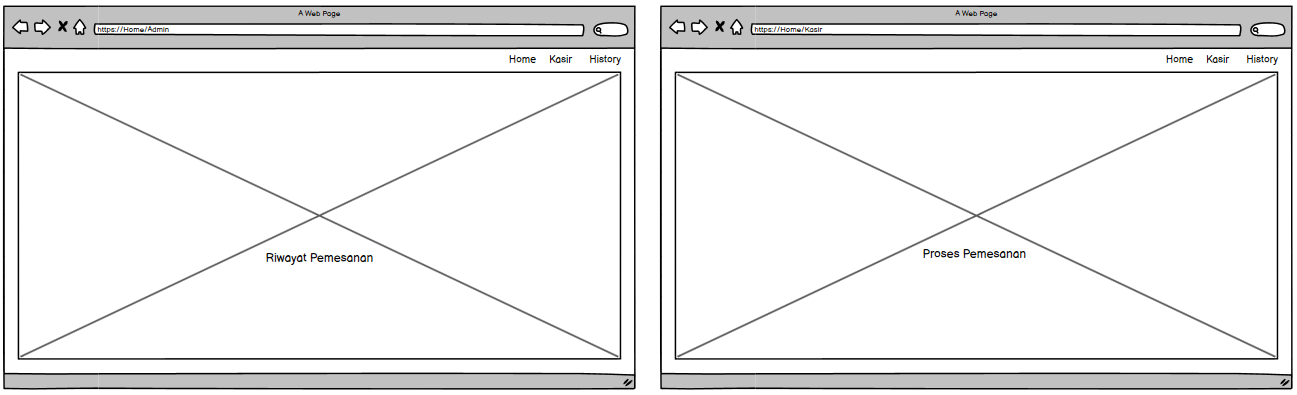 A Web Page
https://Home/Admin
Home Kasir History
Riwayat Pemesanan
A Web Page
https://Home/Kasir
Home Kasir History
Proses Pemesanan